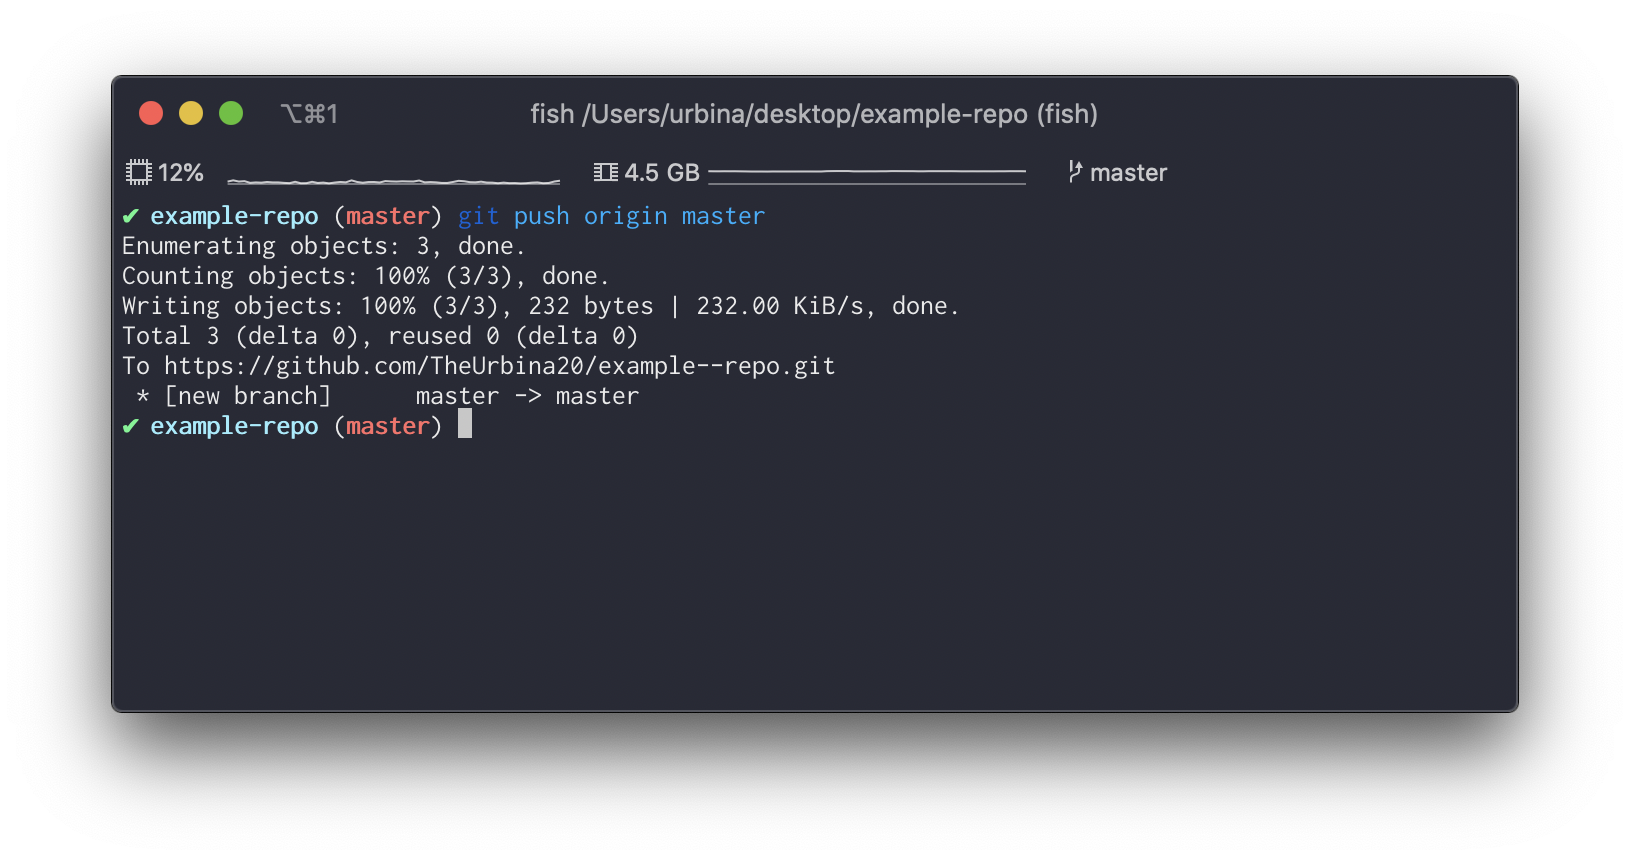 ⌥⌘1 fish /Users/urbina/desktop/example-repo (fish)
12% 4.5 GB master
✔ example-repo (master) git push origin master
Enumerating objects: 3, done.
Counting objects: 100% (3/3), done.
Writing objects: 100% (3/3), 232 bytes | 232.00 KiB/s, done.
Total 3 (delta 0), reused 0 (delta 0)
To https://github.com/TheUrbina20/example--repo.git
 * [new branch]      master -> master
✔ example-repo (master)